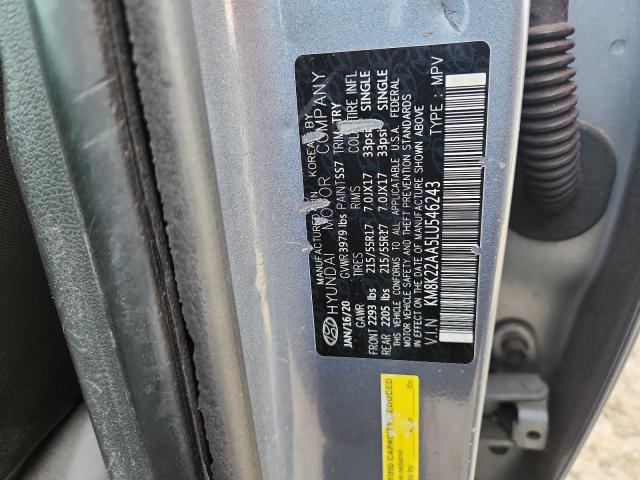 MANUFACTURED IN KOREA BY
HYUNDAI MOTOR COMPANY
JAN/16/20 GVWR 3979 lbs PAINT SS7 TRIM TRY
GAWR TIRES RIMS COLD TIRE INFL
FRONT 2293 lbs 215/55R17 7.0JX17 33psi SINGLE
REAR 2205 lbs 215/55R17 7.0JX17 33psi SINGLE
THIS VEHICLE CONFORMS TO ALL APPLICABLE U.S.A. FEDERAL
MOTOR VEHICLE SAFETY AND THEFT PREVENTION STANDARDS
IN EFFECT ON THE DATE OF MANUFACTURE SHOWN ABOVE
V.I.N KM8K22AA5LU546243 TYPE : MPV
CAPACITY REDUCED